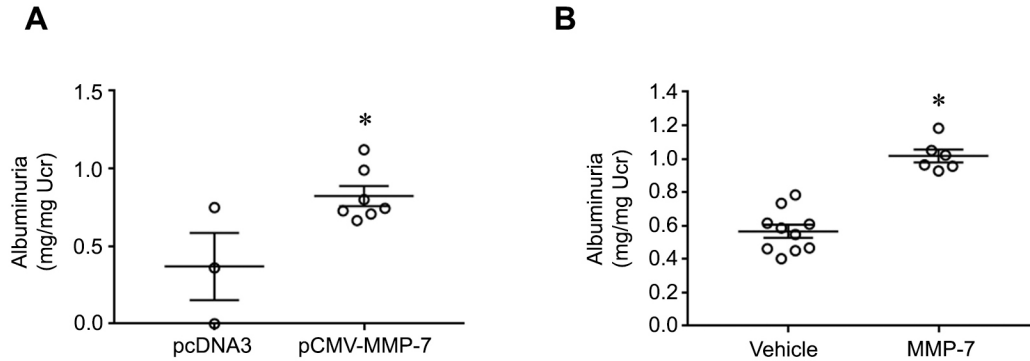 A
B
Albuminuria
(mg/mg Ucr)
1.5
1.0
0.5
0.0
*
pcDNA3
pCMV-MMP-7
Albuminuria
(mg/mg Ucr)
1.4
1.2
1.0
0.8
0.6
0.4
0.2
0.0
*
Vehicle
MMP-7